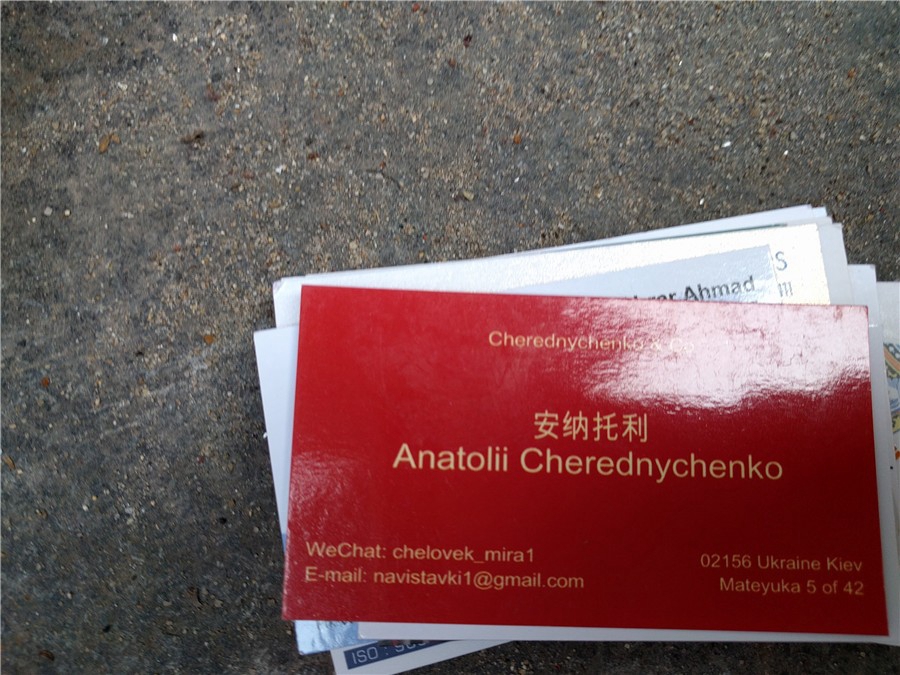 S
Ahmad
m
Cherednychenko & Co
安纳托利
Anatolii Cherednychenko
WeChat: chelovek_mira1
E-mail: navistavki1@gmail.com
02156 Ukraine Kiev
Mateyuka 5 of 42
ISO :